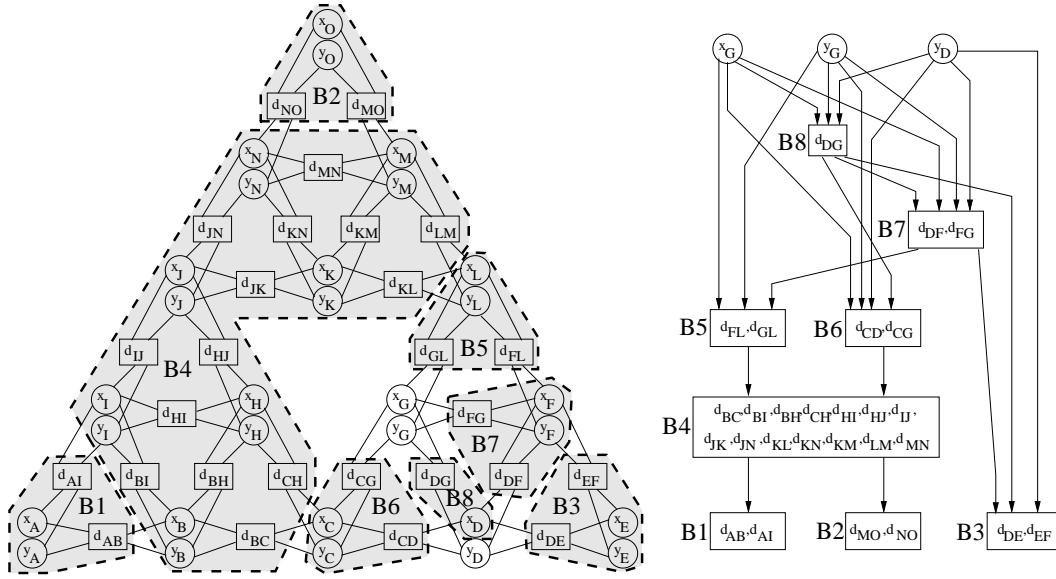 x_O
y_O
d_NO B2 d_MO
x_N x_M
d_MN
y_N y_M
d_JN d_KN d_KM d_LM
x_J x_K x_L
d_JK d_KL
y_J y_K y_L
d_IJ B4 d_HJ d_GL B5 d_FL
x_I x_H x_G x_F
d_HI d_FG
y_I y_H y_G B7 y_F
d_AI d_BI d_BH d_CH d_CG d_DG d_DF d_EF
B1 B6 B8 B3
x_A x_B x_C x_D x_E
d_AB d_BC d_CD d_DE
y_A y_B y_C y_D y_E
x_G y_G y_D
B8 d_DG
B7 d_DF,d_FG
B5 d_FL,d_GL B6 d_CD,d_CG
B4 d_BC,d_BI,d_BH,d_CH,d_HI,d_HJ,d_IJ,
d_JK,d_JN,d_KL,d_KN,d_KM,d_LM,d_MN
B1 d_AB,d_AI B2 d_MO,d_NO B3 d_DE,d_EF